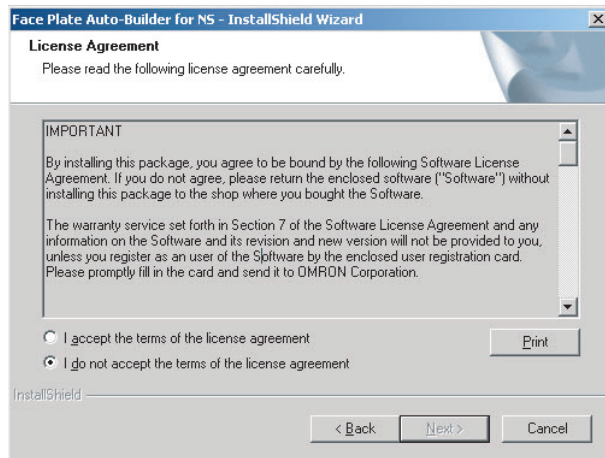 Face Plate Auto-Builder for NS - InstallShield Wizard
License Agreement
Please read the following license agreement carefully.
IMPORTANT
By installing this package, you agree to be bound by the following Software License
Agreement. If you do not agree, please return the enclosed software ("Software") without
installing this package to the shop where you bought the Software.
The warranty service set forth in Section 7 of the Software License Agreement and any
information on the Software and its revision and new version will not be provided to you,
unless you register as an user of the Software by the enclosed user registration card.
Please promptly fill in the card and send it to OMRON Corporation.
I accept the terms of the license agreement
Print
I do not accept the terms of the license agreement
InstallShield
< Back Next > Cancel